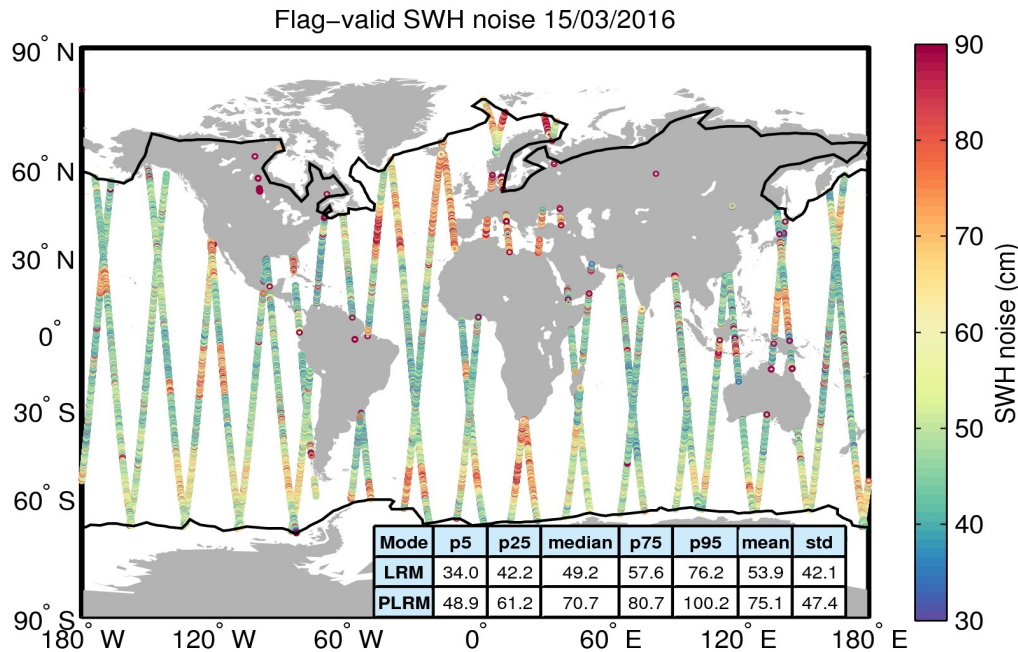 Flag−valid SWH noise 15/03/2016
90° N
60° N
30° N
0°
30° S
60° S
90° S
180° W
120° W
60° W
0°
60° E
120° E
180° E
90
80
70
60
50
40
30
SWH noise (cm)
Mode p5 p25 median p75 p95 mean std
LRM 34.0 42.2 49.2 57.6 76.2 53.9 42.1
PLRM 48.9 61.2 70.7 80.7 100.2 75.1 47.4